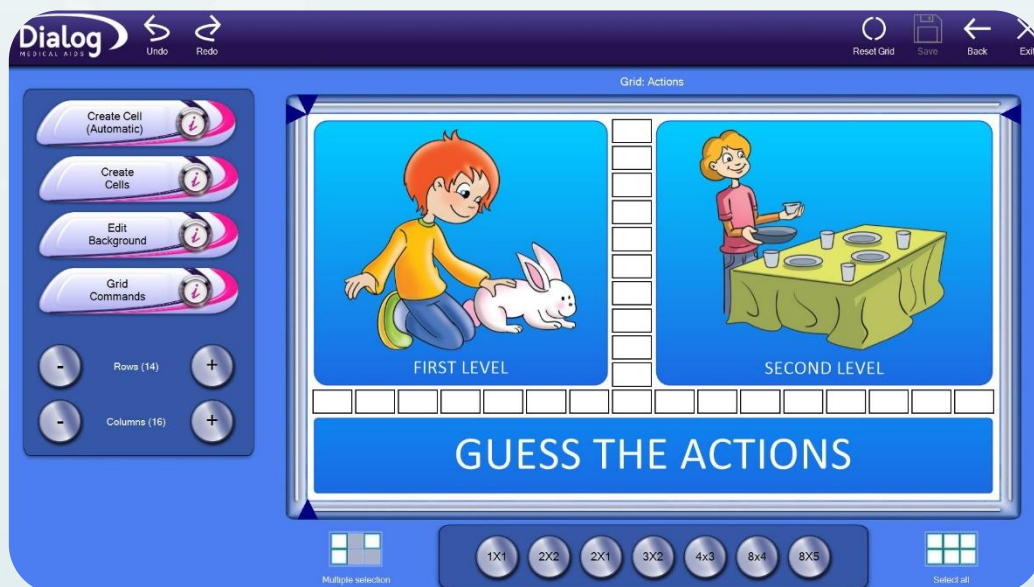 Dialog
MEDICAL AIDS
Undo
Redo
Reset Grid
Save
Back
Exit
Grid: Actions
Create Cell
(Automatic)
i
Create
Cells
i
Edit
Background
i
Grid
Commands
i
-
Rows (14)
+
-
Columns (16)
+
FIRST LEVEL
SECOND LEVEL
GUESS THE ACTIONS
Multiple selection
1X1
2X2
2X1
3X2
4x3
8x4
8X5
Select all